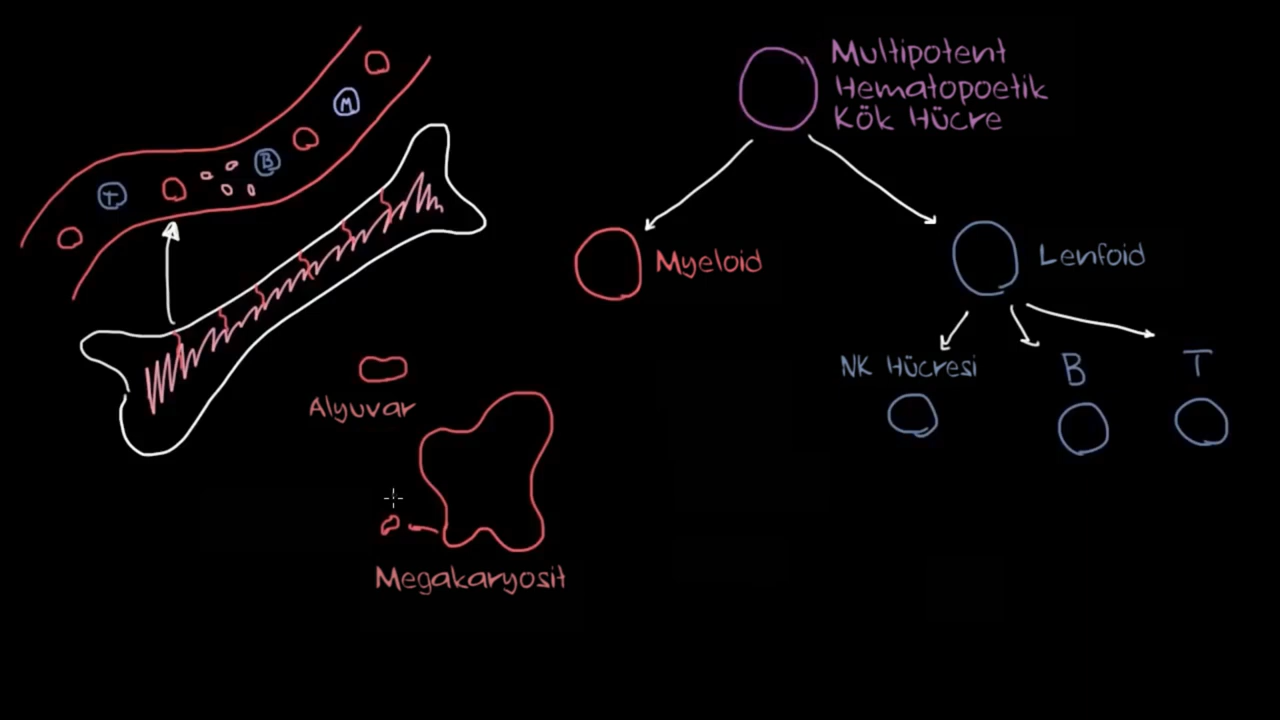 Multipotent
Hematopoetik
Kök Hücre
M
B
T
Myeloid
Lenfoid
NK Hücresi
B
T
Alyuvar
Megakaryosit